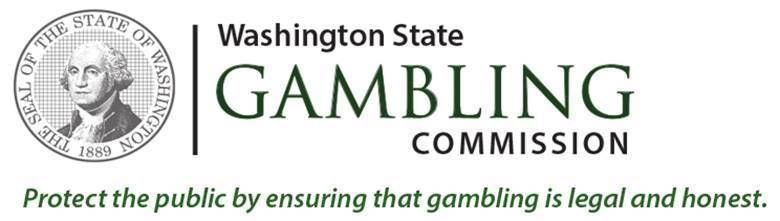 THE SEAL OF THE STATE OF WASHINGTON
1889
Washington State
GAMBLING
COMMISSION
Protect the public by ensuring that gambling is legal and honest.